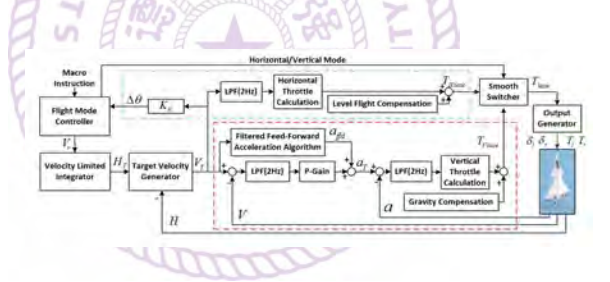 Horizontal/Vertical Mode
Macro
Instruction
Δθ
LPF(2Hz)
Horizontal
Throttle
Calculation
Level Flight Compensation
Smooth
Switcher
Flight Mode
Controller
Output
Generator
Filtered Feed-Forward
Acceleration Algorithm
Velocity Limited
Integrator
Target Velocity
Generator
LPF(2Hz)
P-Gain
LPF(2Hz)
Vertical
Throttle
Calculation
Gravity Compensation
V
a
H